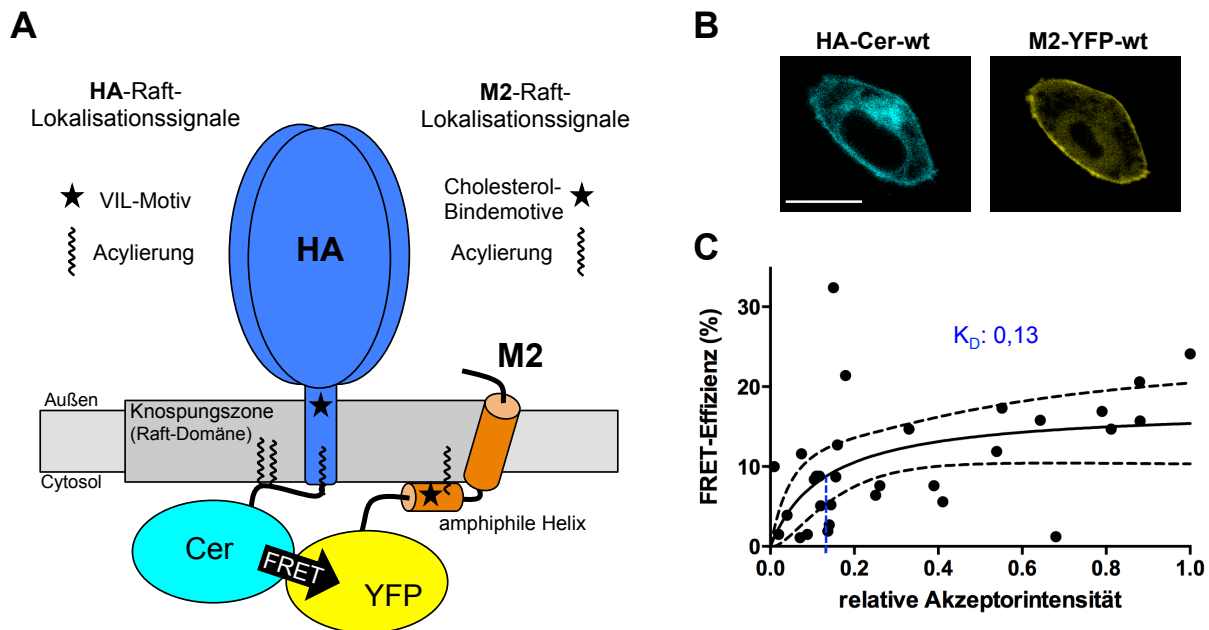 A
HA-Raft-
Lokalisationssignale
VIL-Motiv
Acylierung
M2-Raft-
Lokalisationssignale
Cholesterol-
Bindemotive
Acylierung
HA
M2
Außen
Knospungszone
(Raft-Domäne)
Cytosol
amphiphile Helix
Cer
FRET
YFP
B
HA-Cer-wt
M2-YFP-wt
C
FRET-Effizienz (%)
30
20
10
0
K_D: 0,13
0.0 0.2 0.4 0.6 0.8 1.0
relative Akzeptorintensität